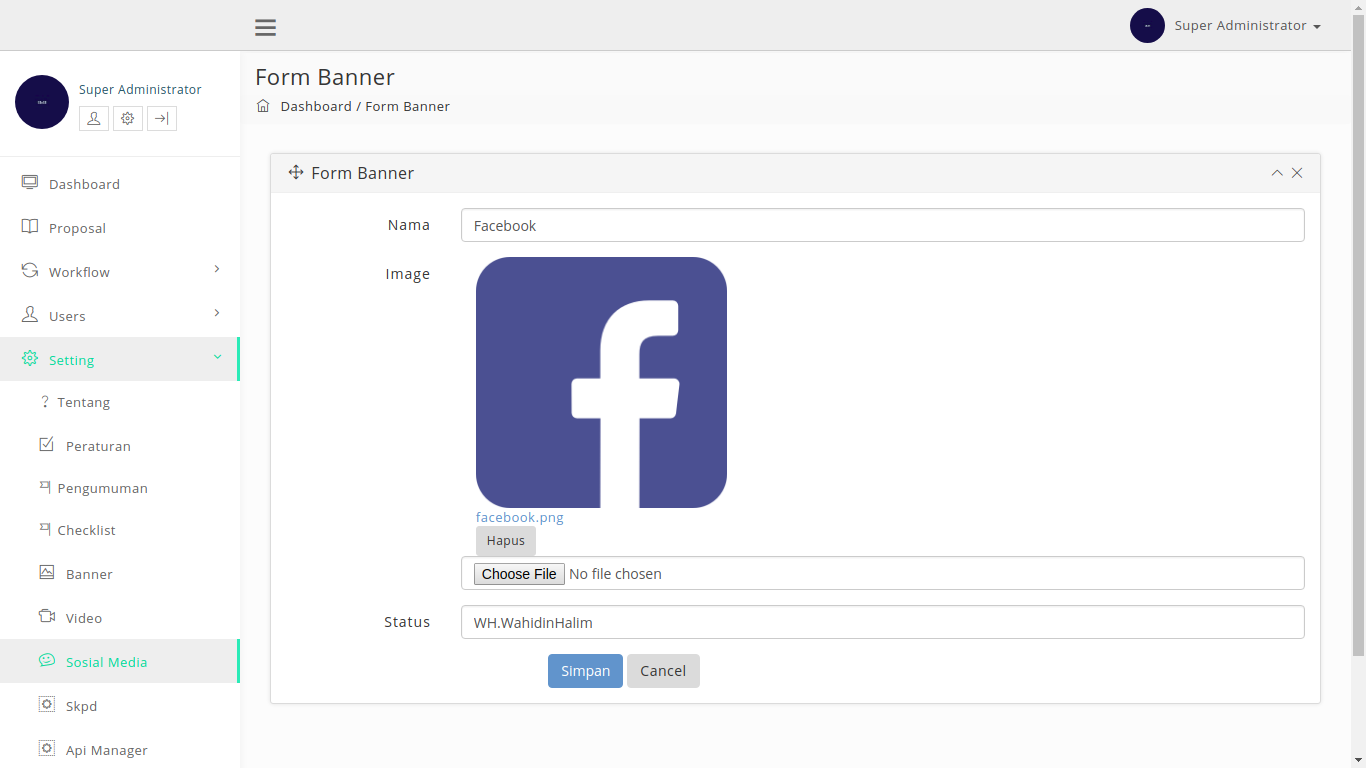 Super Administrator
Super Administrator
Dashboard
Proposal
Workflow
Users
Setting
? Tentang
Peraturan
Pengumuman
Checklist
Banner
Video
Sosial Media
Skpd
Api Manager
Form Banner
Dashboard / Form Banner
Form Banner
Nama
Facebook
Image
facebook.png
Hapus
Choose File No file chosen
Status
WH.WahidinHalim
Simpan Cancel